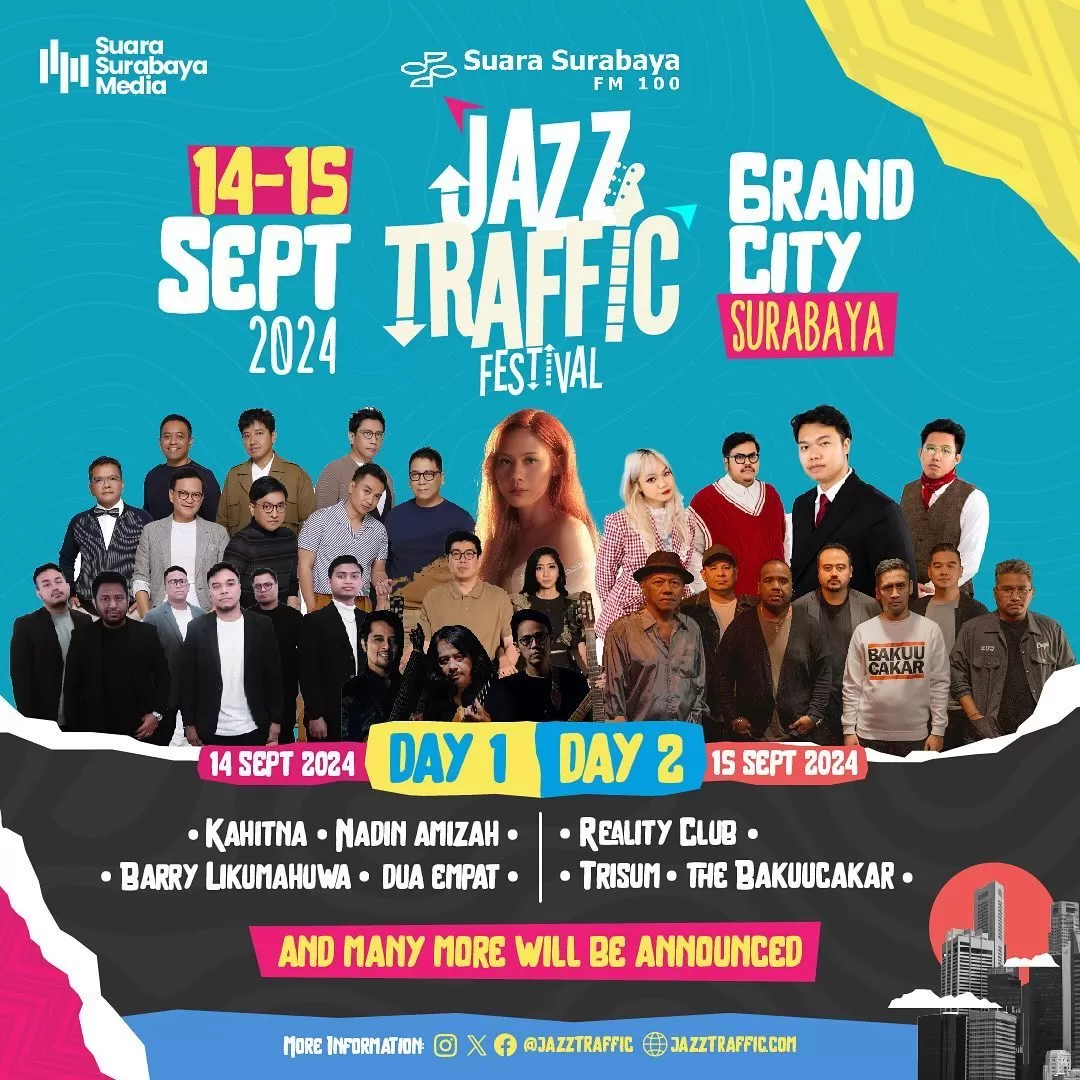 Suara
Surabaya
Media
Suara Surabaya
FM 100
14-15
SEPT
2024
JAZZ
TRAFFIC
FESTIVAL
GRAND
CITY
SURABAYA
BAKUU
CAKAR
14 SEPT 2024
DAY 1
DAY 2
15 SEPT 2024
• KAHITNA • NADIN AMIZAH •
• BARRY LIKUMAHUWA • DUA EMPAT •
• REALITY CLUB •
• TRISUM • THE BAKUUCAKAR •
AND MANY MORE WILL BE ANNOUNCED
MORE INFORMATION: @JAZZTRAFFIC JAZZTRAFFIC.COM